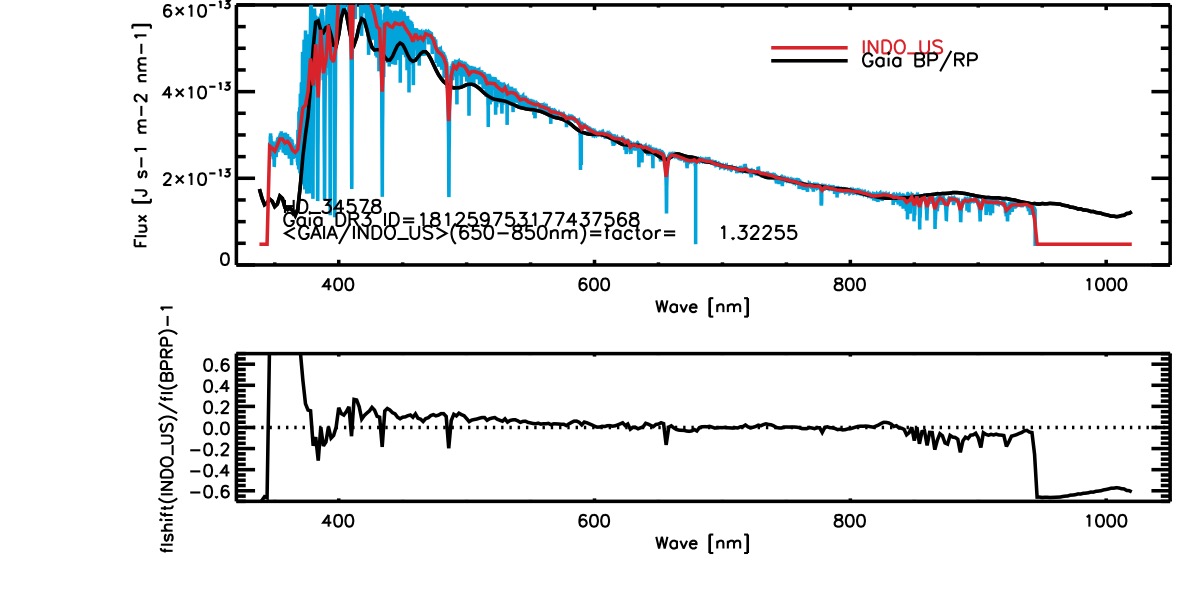 6×10−13
4×10−13
2×10−13
0
Flux [J s−1 m−2 nm−1]
INDO_US
Gaia BP/RP
HD_34578
Gaia DR3 ID=1812597531774375​68
<GAIA/INDO_US>(650−850nm)=factor= 1.32255
400 600 800 1000
Wave [nm]
0.6
0.4
0.2
0.0
−0.2
−0.4
−0.6
flshift(INDO_US)/fl(BPRP)−1
400 600 800 1000
Wave [nm]